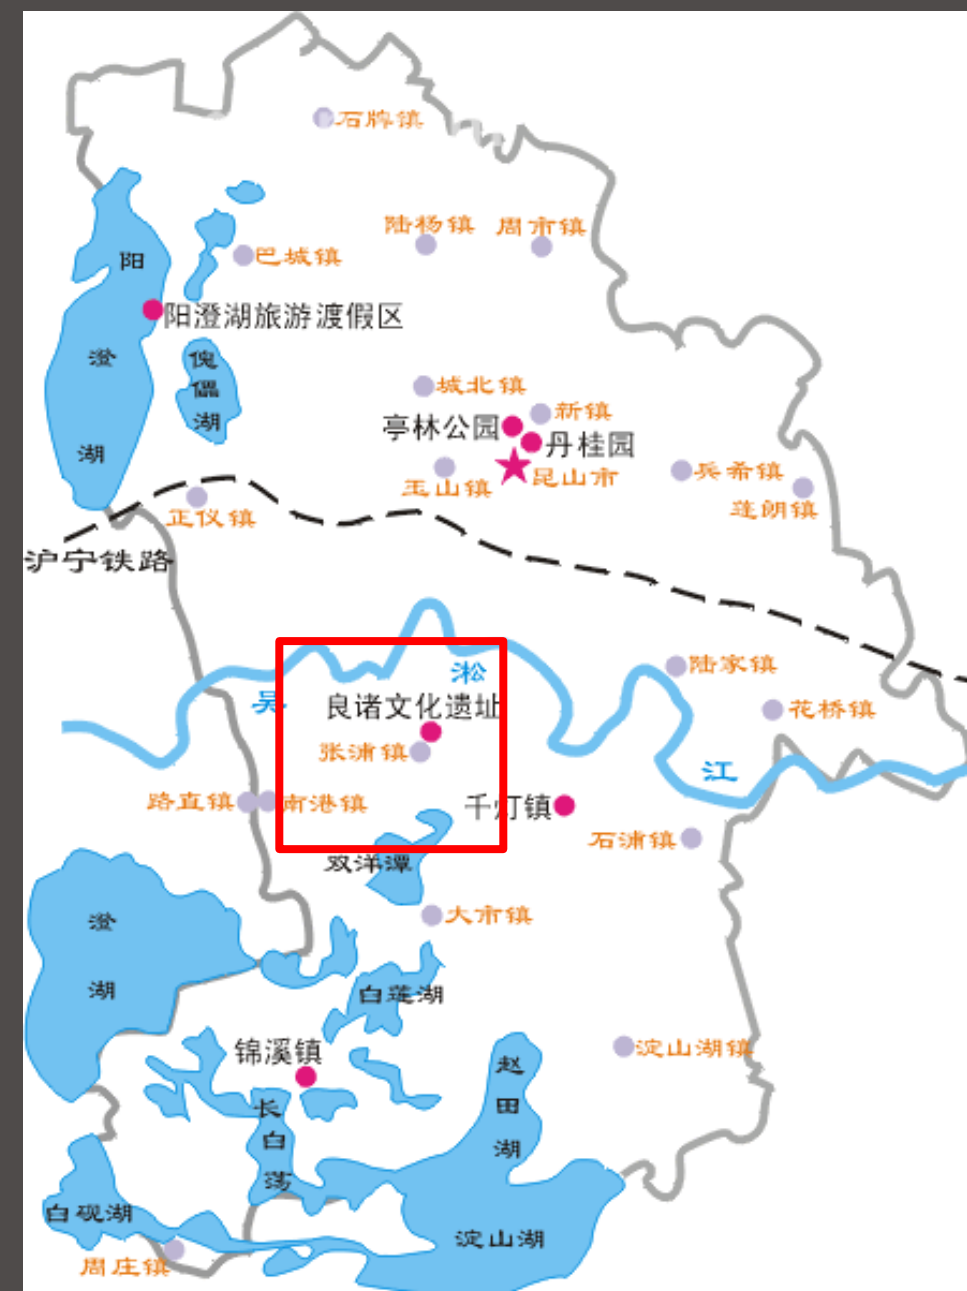 石牌镇
陆杨镇
周市镇
巴城镇
阳澄湖
阳澄湖旅游渡假区
傀儡湖
城北镇
新镇
亭林公园
丹桂园
玉山镇
昆山市
兵希镇
蓬朗镇
正仪镇
沪宁铁路
吴淞江
陆家镇
良诸文化遗址
花桥镇
张浦镇
路直镇
南港镇
千灯镇
石浦镇
双洋潭
大市镇
澄湖
白莲湖
锦溪镇
淀山湖镇
赵田湖
长白荡
白砚湖
淀山湖
周庄镇